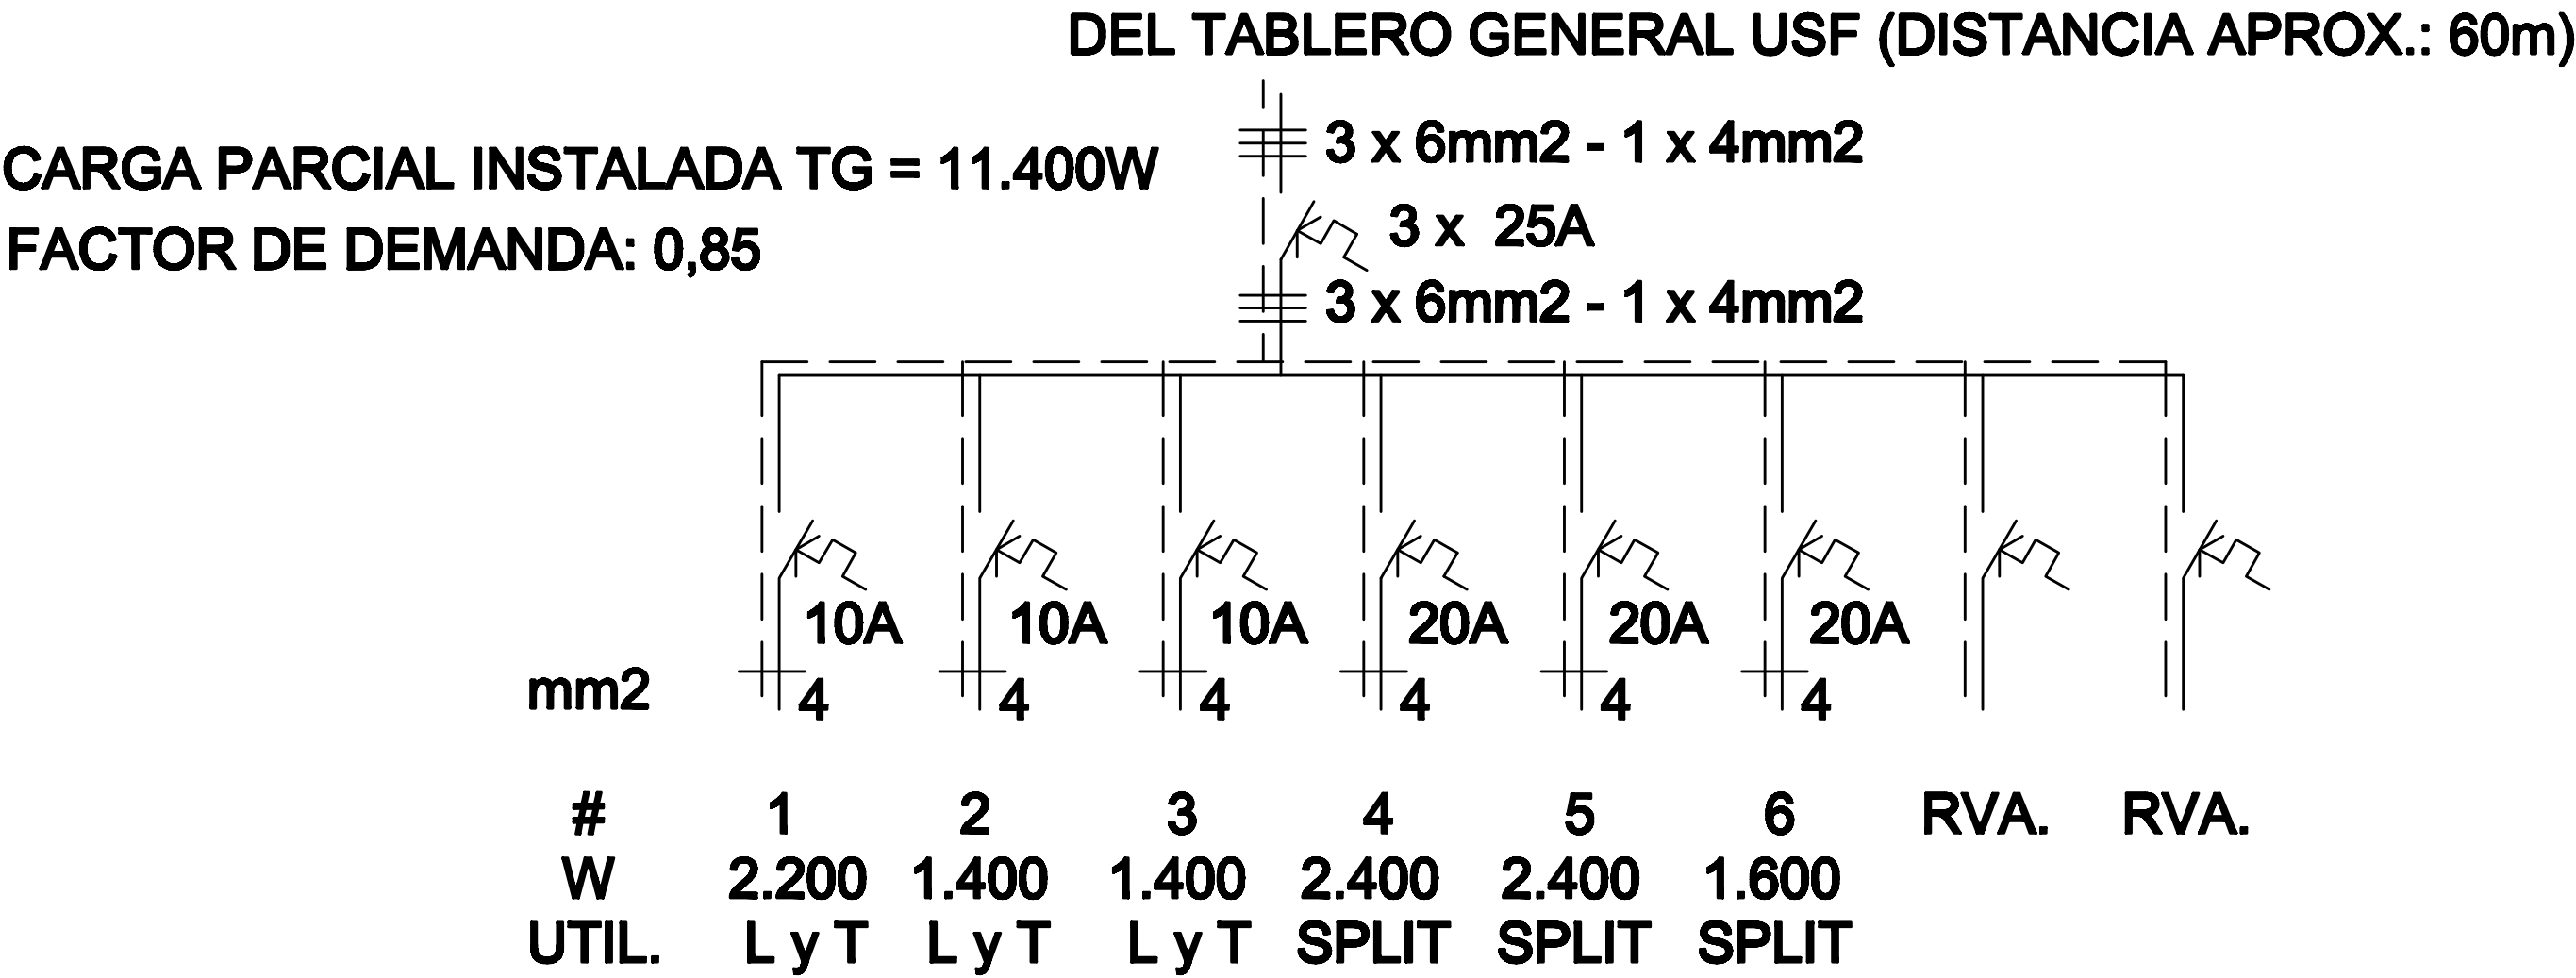 DEL TABLERO GENERAL USF (DISTANCIA APROX.: 60m)
3 x 6mm2 - 1 x 4mm2
CARGA PARCIAL INSTALADA TG = 11.400W
3 x 25A
FACTOR DE DEMANDA: 0,85
3 x 6mm2 - 1 x 4mm2
10A 10A 10A 20A 20A 20A
mm2 4 4 4 4 4 4
# 1 2 3 4 5 6 RVA. RVA.
W 2.200 1.400 1.400 2.400 2.400 1.600
UTIL. L y T L y T L y T SPLIT SPLIT SPLIT